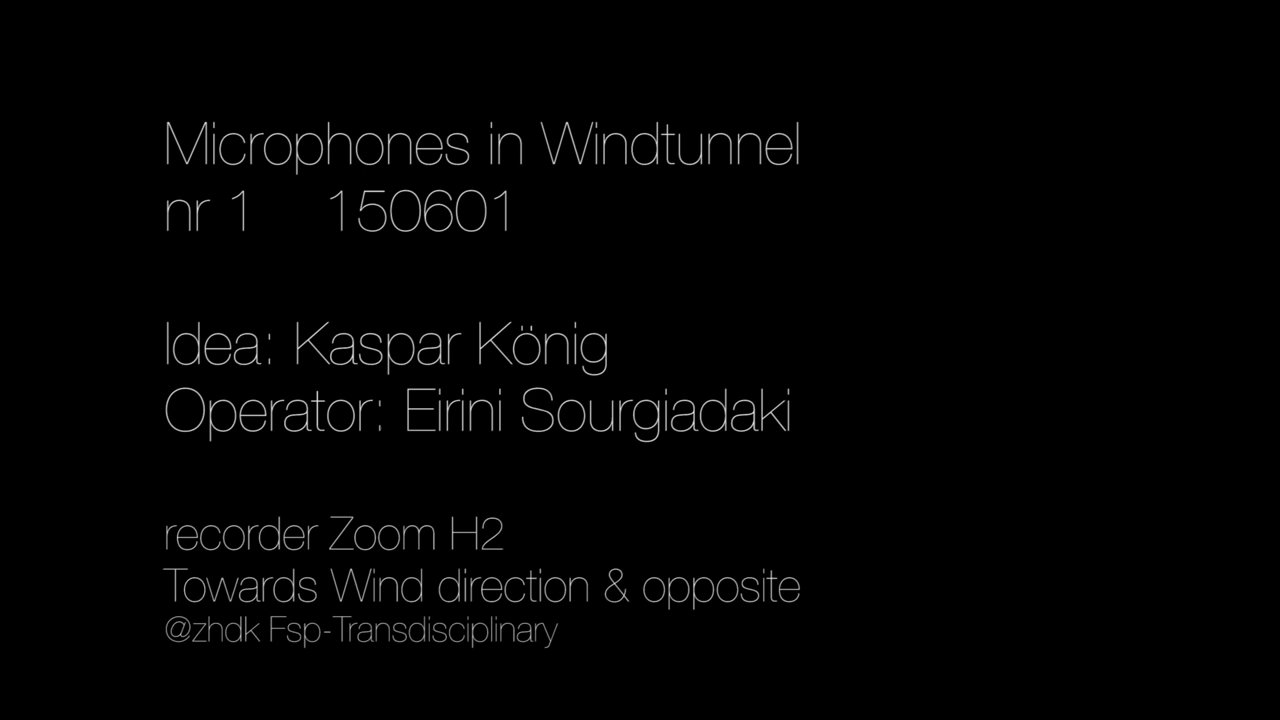 Microphones in Windtunnel
nr 1 150601
Idea: Kaspar König
Operator: Eirini Sourgiadaki
recorder Zoom H2
Towards Wind direction & opposite
@zhdk Fsp-Transdisciplinary